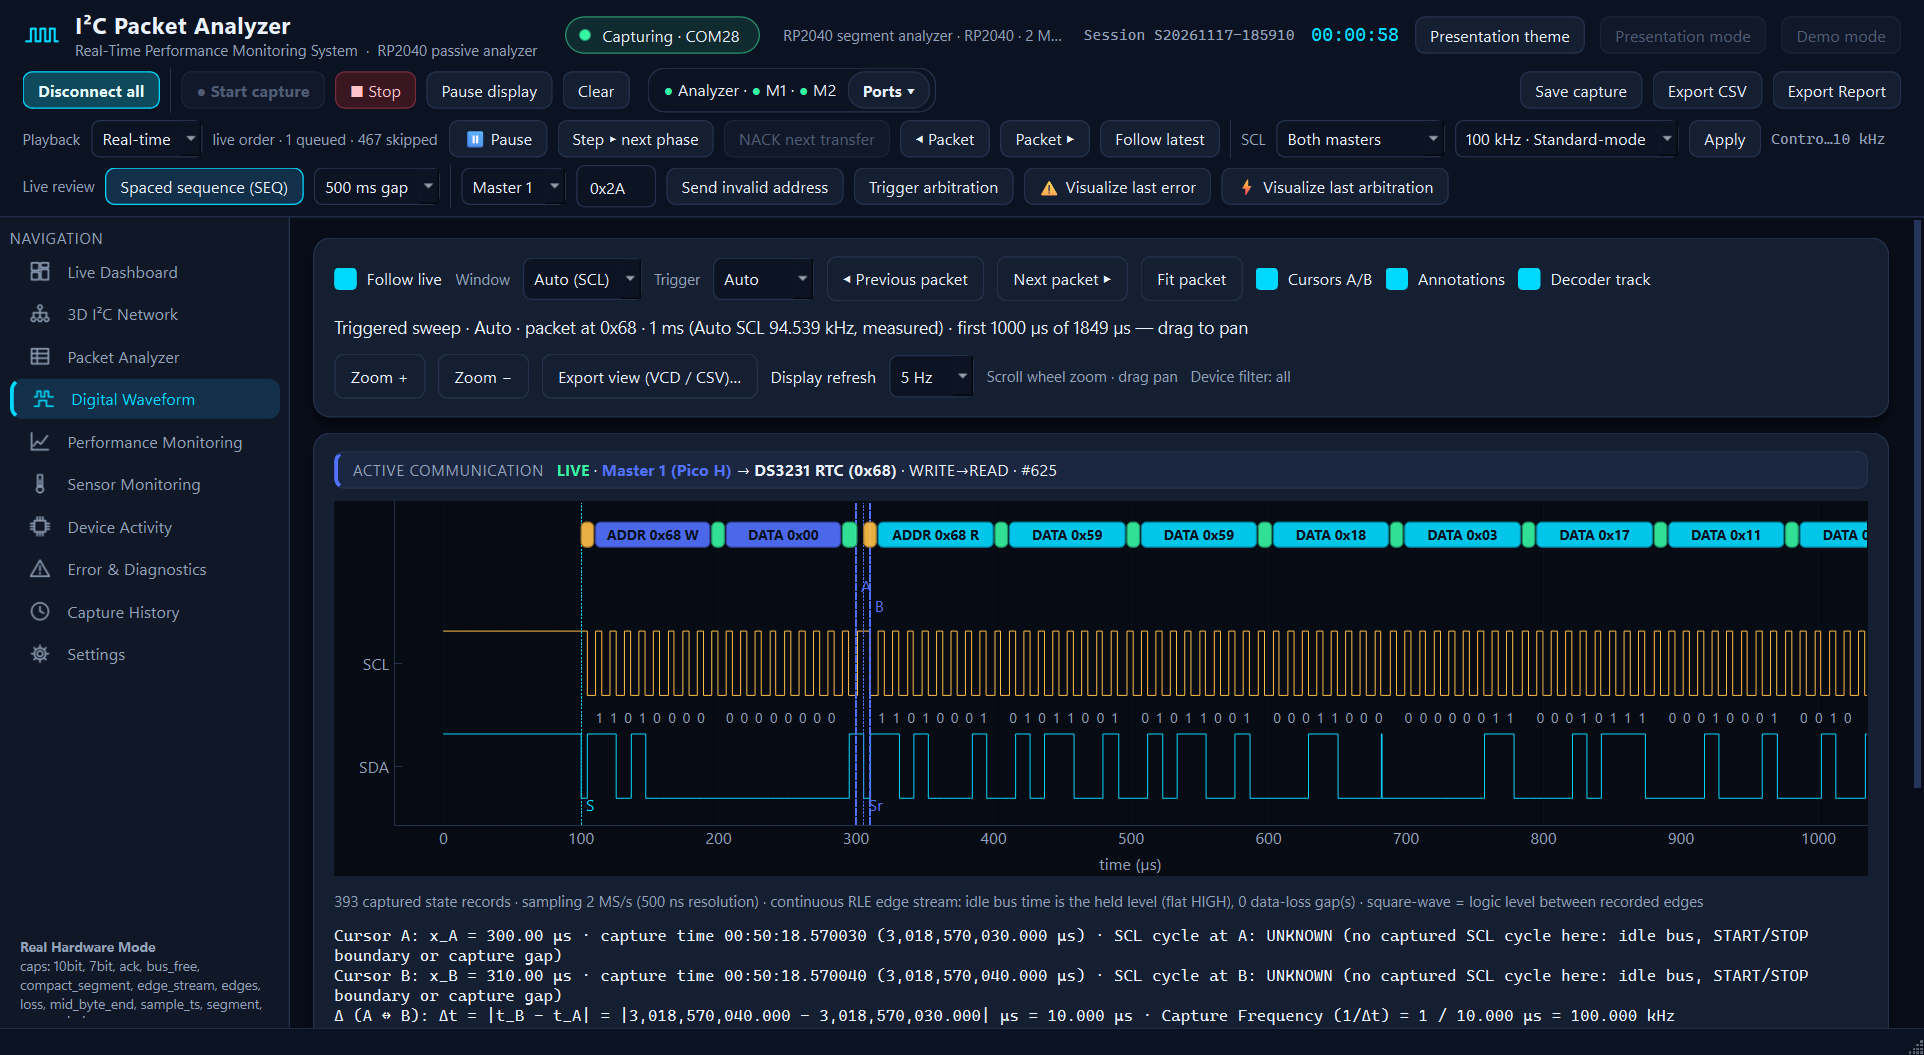 I²C Packet Analyzer
Real-Time Performance Monitoring System · RP2040 passive analyzer
Capturing · COM28
RP2040 segment analyzer · RP2040 · 2 M...
Session S20261117-185910
00:00:58
Presentation theme
Presentation mode
Demo mode
Disconnect all
● Start capture
■ Stop
Pause display
Clear
● Analyzer · ● M1 · ● M2
Ports ▾
Save capture
Export CSV
Export Report
Playback
Real-time
live order · 1 queued · 467 skipped
⏸ Pause
Step ▸ next phase
NACK next transfer
◂ Packet
Packet ▸
Follow latest
SCL
Both masters
100 kHz · Standard-mode
Apply
Contro…10 kHz
Live review
Spaced sequence (SEQ)
500 ms gap
Master 1
0x2A
Send invalid address
Trigger arbitration
⚠ Visualize last error
⚡ Visualize last arbitration
NAVIGATION
Live Dashboard
3D I²C Network
Packet Analyzer
Digital Waveform
Performance Monitoring
Sensor Monitoring
Device Activity
Error & Diagnostics
Capture History
Settings
Real Hardware Mode
caps: 10bit, 7bit, ack, bus_free,
compact_segment, edge_stream, edges,
loss, mid_byte_end, sample_ts, segment,
Follow live
Window
Auto (SCL)
Trigger
Auto
◂ Previous packet
Next packet ▸
Fit packet
Cursors A/B
Annotations
Decoder track
Triggered sweep · Auto · packet at 0x68 · 1 ms (Auto SCL 94.539 kHz, measured) · first 1000 µs of 1849 µs — drag to pan
Zoom +
Zoom −
Export view (VCD / CSV)...
Display refresh
5 Hz
Scroll wheel zoom · drag pan
Device filter: all
ACTIVE COMMUNICATION LIVE · Master 1 (Pico H) → DS3231 RTC (0x68) · WRITE→READ · #625
ADDR 0x68 W
DATA 0x00
ADDR 0x68 R
DATA 0x59
DATA 0x59
DATA 0x18
DATA 0x03
DATA 0x17
DATA 0x11
DATA 0
A
B
SCL
1 1 0 1 0 0 0 0
0 0 0 0 0 0 0 0
1 1 0 1 0 0 0 1
0 1 0 1 1 0 0 1
0 1 0 1 1 0 0 1
0 0 0 1 1 0 0 0
0 0 0 0 0 0 1 1
0 0 0 1 0 1 1 1
0 0 0 1 0 0 0 1
0 0 1 0
SDA
S
Sr
0 100 200 300 400 500 600 700 800 900 1000
time (µs)
393 captured state records · sampling 2 MS/s (500 ns resolution) · continuous RLE edge stream: idle bus time is the held level (flat HIGH), 0 data-loss gap(s) · square-wave = logic level between recorded edges
Cursor A: x_A = 300.00 µs · capture time 00:50:18.570030 (3,018,570,030.000 µs) · SCL cycle at A: UNKNOWN (no captured SCL cycle here: idle bus, START/STOP
boundary or capture gap)
Cursor B: x_B = 310.00 µs · capture time 00:50:18.570040 (3,018,570,040.000 µs) · SCL cycle at B: UNKNOWN (no captured SCL cycle here: idle bus, START/STOP
boundary or capture gap)
Δ (A ↔ B): Δt = |t_B − t_A| = |3,018,570,040.000 − 3,018,570,030.000| µs = 10.000 µs · Capture Frequency (1/Δt) = 1 / 10.000 µs = 100.000 kHz